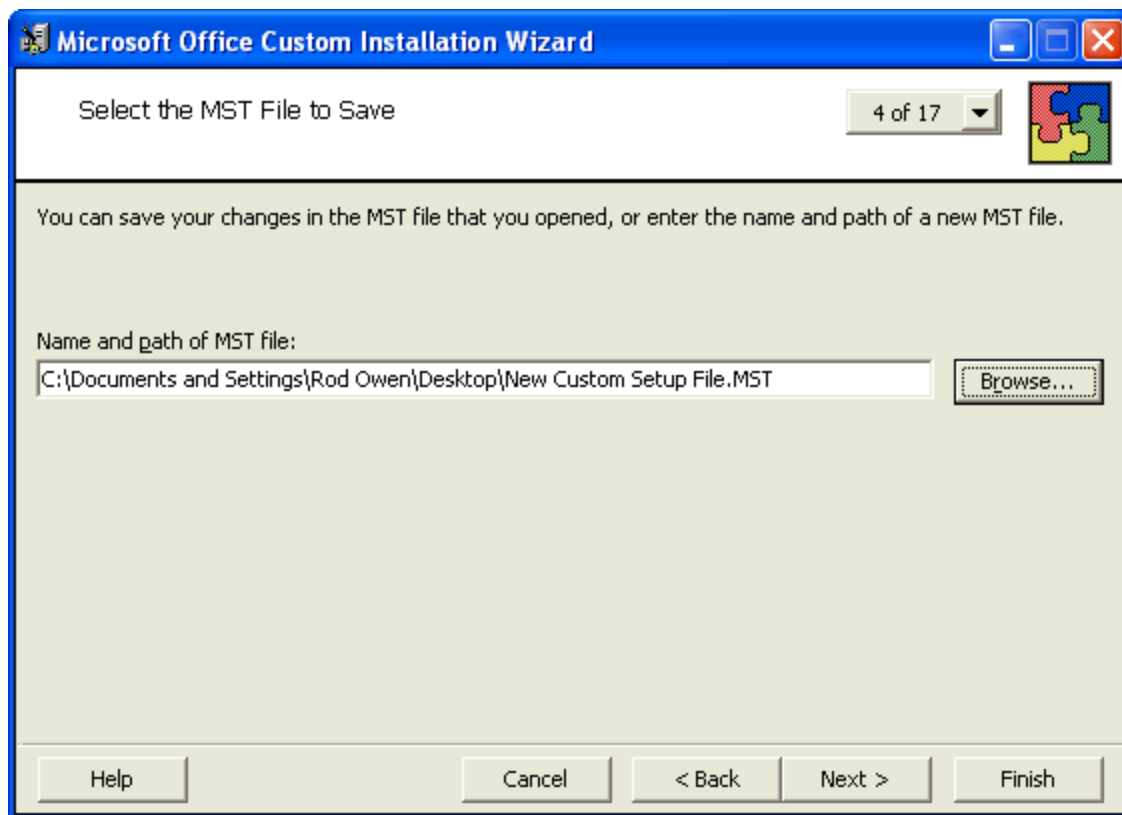 Microsoft Office Custom Installation Wizard
Select the MST File to Save
4 of 17
You can save your changes in the MST file that you opened, or enter the name and path of a new MST file.
Name and path of MST file:
C:\Documents and Settings\Rod Owen\Desktop\New Custom Setup File.MST
Browse...
Help
Cancel
< Back
Next >
Finish